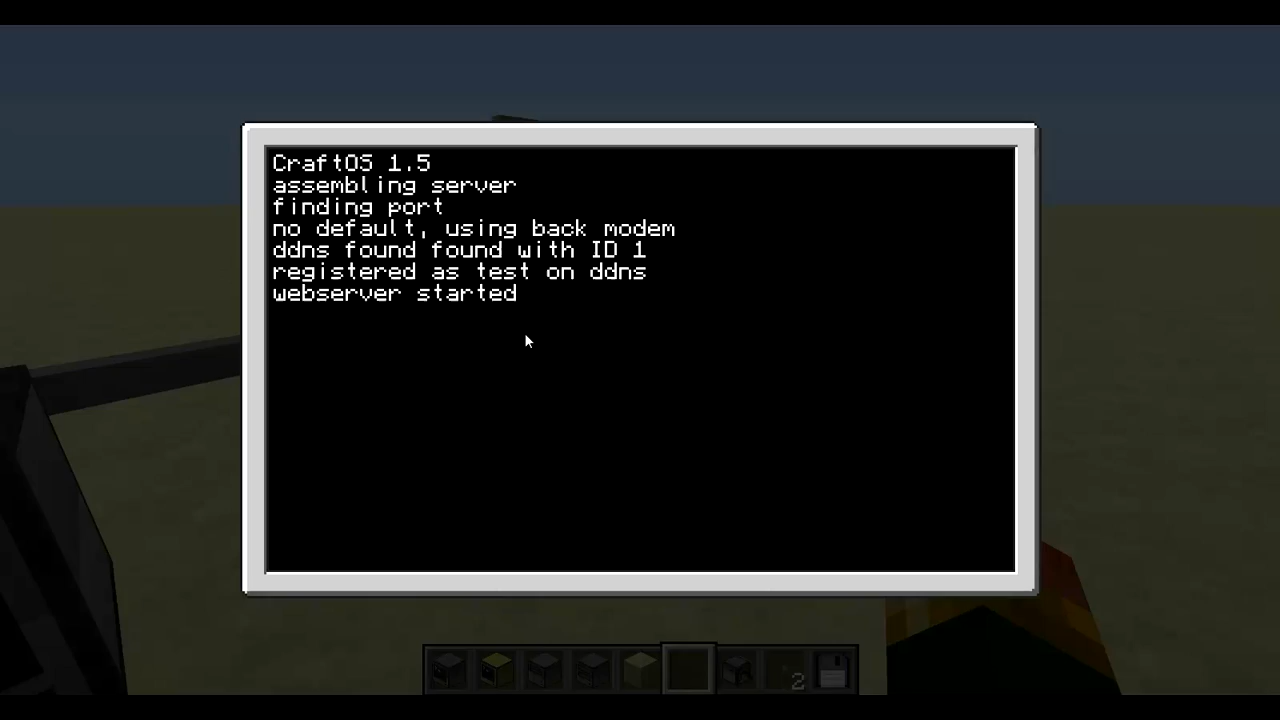 CraftOS 1.5
assembling server
finding port
no default, using back modem
ddns found found with ID 1
registered as test on ddns
webserver started
2